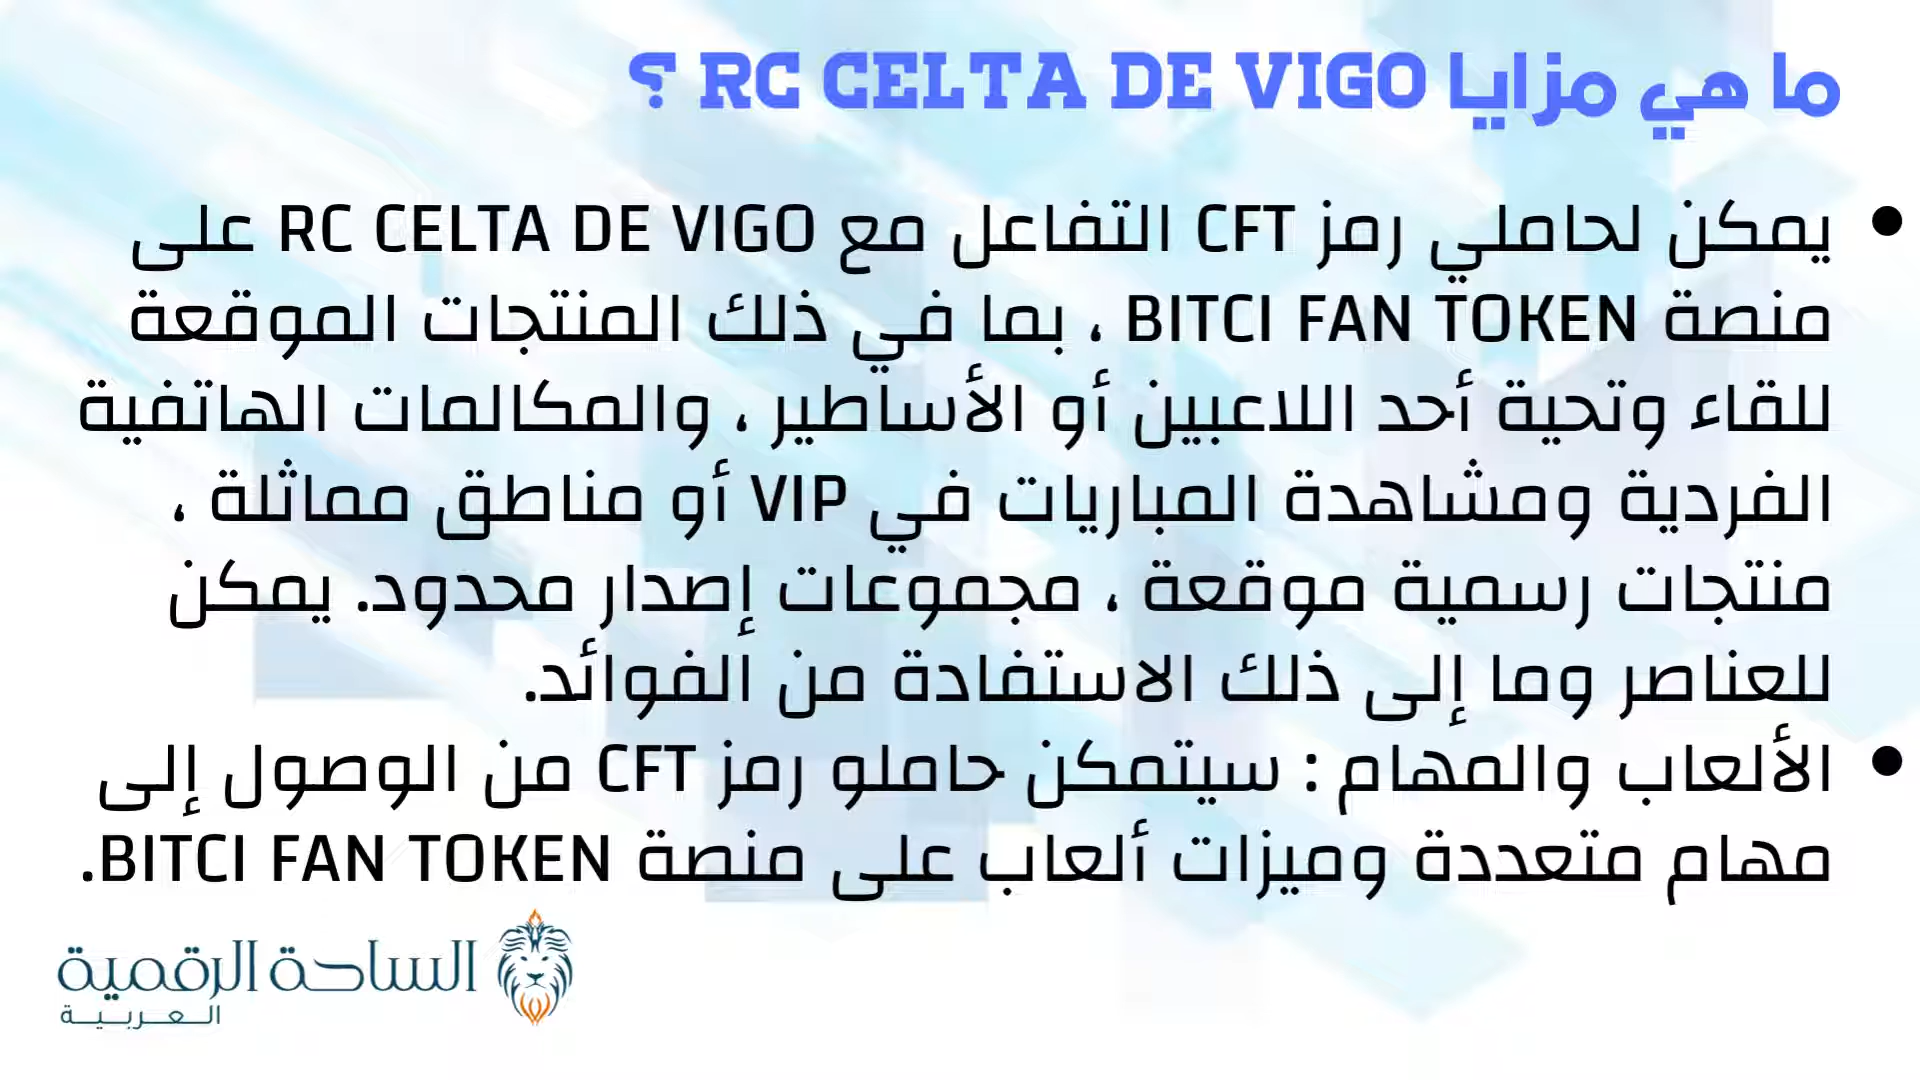 ما هي مزايا RC CELTA DE VIGO ؟
يمكن لحاملي رمز CFT التفاعل مع RC CELTA DE VIGO على
منصة BITCI FAN TOKEN ، بما في ذلك المنتجات الموقعة
للقاء وتحية أحد اللاعبين أو الأساطير ، والمكالمات الهاتفية
الفردية ومشاهدة المباريات في VIP أو مناطق مماثلة ،
منتجات رسمية موقعة ، مجموعات إصدار محدود. يمكن
للعناصر وما إلى ذلك الاستفادة من الفوائد.
الألعاب والمهام : سيتمكن حاملو رمز CFT من الوصول إلى
مهام متعددة وميزات ألعاب على منصة BITCI FAN TOKEN.
الساحة الرقمية
العربية